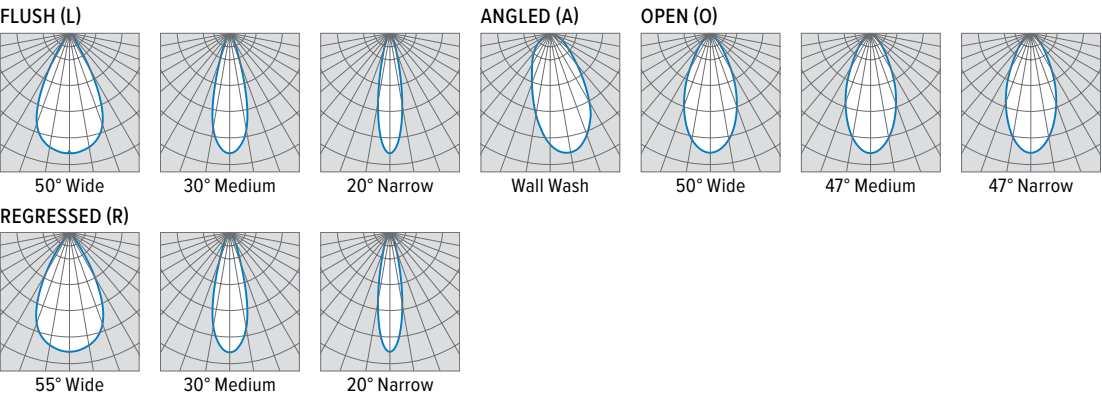 FLUSH (L)
ANGLED (A)
OPEN (O)
50° Wide
30° Medium
20° Narrow
Wall Wash
50° Wide
47° Medium
47° Narrow
REGRESSED (R)
55° Wide
30° Medium
20° Narrow